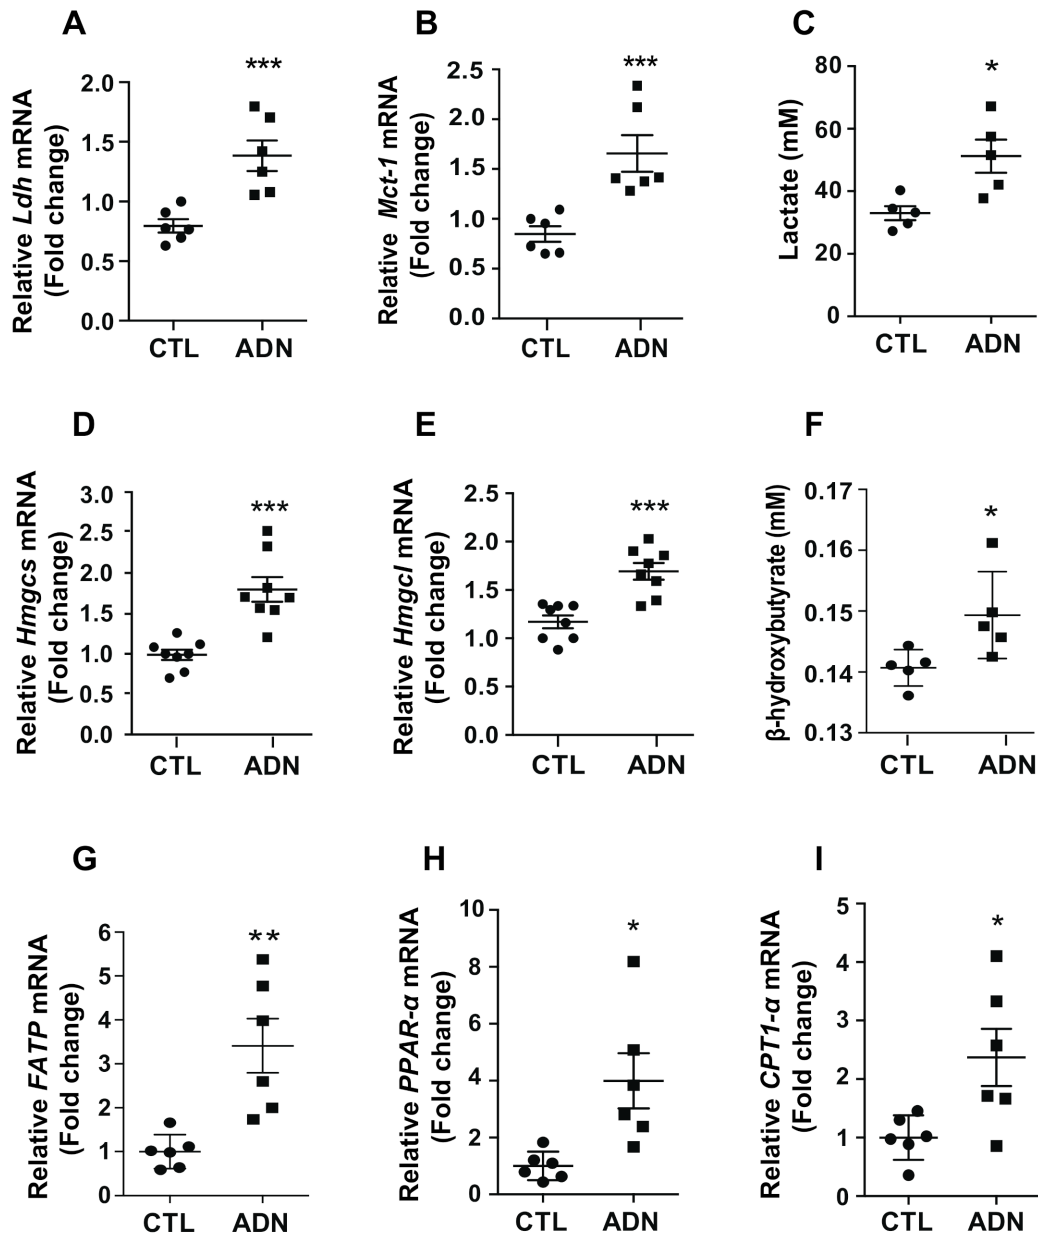 A
Relative Ldh mRNA
(Fold change)
2.0
1.5
1.0
0.5
0.0
***
CTL ADN
B
Relative Mct-1 mRNA
(Fold change)
2.5
2.0
1.5
1.0
0.5
0.0
***
CTL ADN
C
Lactate (mM)
80
60
40
20
0
*
CTL ADN
D
Relative Hmgcs mRNA
(Fold change)
3.0
2.5
2.0
1.5
1.0
0.5
0.0
***
CTL ADN
E
Relative Hmgcl mRNA
(Fold change)
2.5
2.0
1.5
1.0
0.5
0.0
***
CTL ADN
F
β-hydroxybutyrate (mM)
0.17
0.16
0.15
0.14
0.13
*
CTL ADN
G
Relative FATP mRNA
(Fold change)
6
5
4
3
2
1
0
**
CTL ADN
H
Relative PPAR-α mRNA
(Fold change)
10
8
6
4
2
0
*
CTL ADN
I
Relative CPT1-α mRNA
(Fold change)
5
4
3
2
1
0
*
CTL ADN